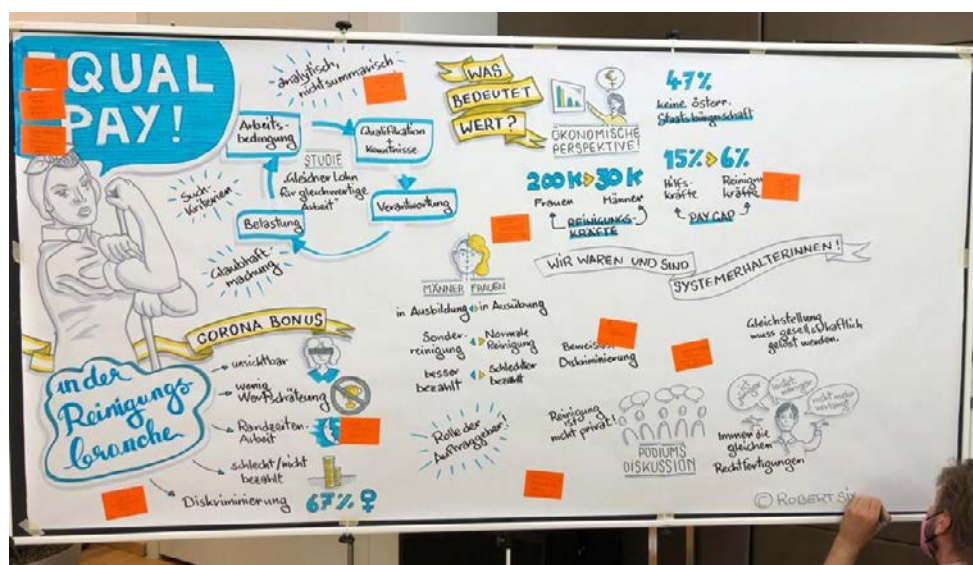 EQUAL
PAY!
in der
Reinigungs-
branche
analytisch,
nicht summarisch
Arbeits-
bedingung
Qualifikation
+
Kenntnisse
STUDIE
"Gleicher Lohn
für gleichwertige
Arbeit"
Verantwortung
Belastung
Such-
Kriterien
Glaubhaft-
machung
CORONA BONUS
unsichtbar
wenig
Wertschätzung
Randzeiten-
Arbeit
schlecht/nicht
bezahlt
Diskriminierung 67% ♀
WAS
BEDEUTET
WERT?
€
ÖKONOMISCHE
PERSPEKTIVE!
47%
keine österr.
Staatsbürgerschaft
200K > 30K
Frauen Männer
REINIGUNGS-
KRÄFTE
15% > 6%
Hilfs-
kräfte
Reinigungs
kräfte
PAY GAP
WIR WAREN UND SIND
SYSTEMERHALTERINNEN!
MÄNNER FRAUEN
in Ausbildung in Ausübung
Sonder-
reinigung
Normale
Reinigung
besser
bezahlt
schlechter
bezahlt
Rolle der
Auftraggeber!
Diskriminierung
Gleichstellung
muss gesellschaftlich
gelöst werden.
Reinigung
ist
nicht privat!
PODIUMS
DISKUSSION
leistet weniger
nicht mehr
Immer die
gleichen
Rechtfertigungen
© ROBERT SIX